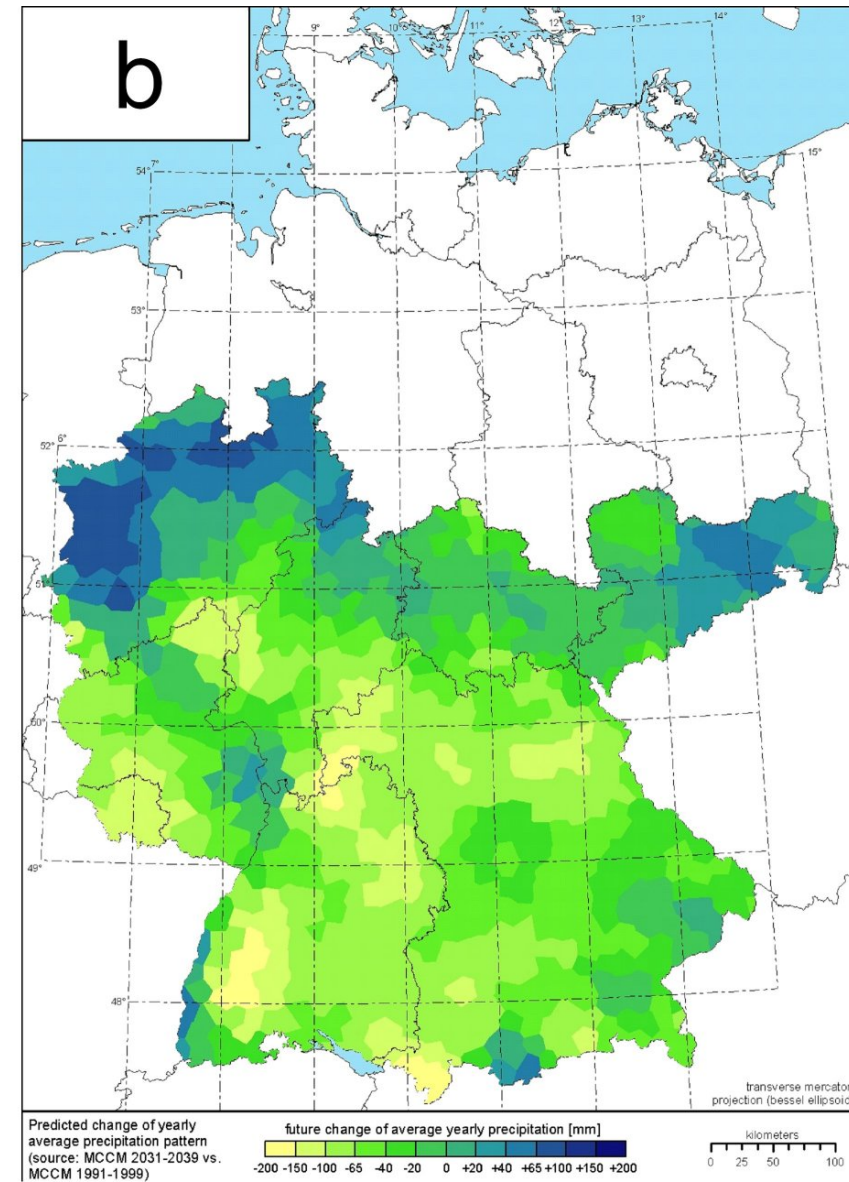 b
9°
10°
11°
12°
13°
14°
15°
54°
7°
53°
52°
6°
51°
50°
49°
48°
transverse mercator
projection (bessel ellipsoid
Predicted change of yearly
average precipitation pattern
(source: MCCM 2031-2039 vs.
MCCM 1991-1999)
future change of average yearly precipitation [mm]
-200 -150 -100 -65 -40 -20 0 +20 +40 +65 +100 +150 +200
kilometers
0 25 50 100